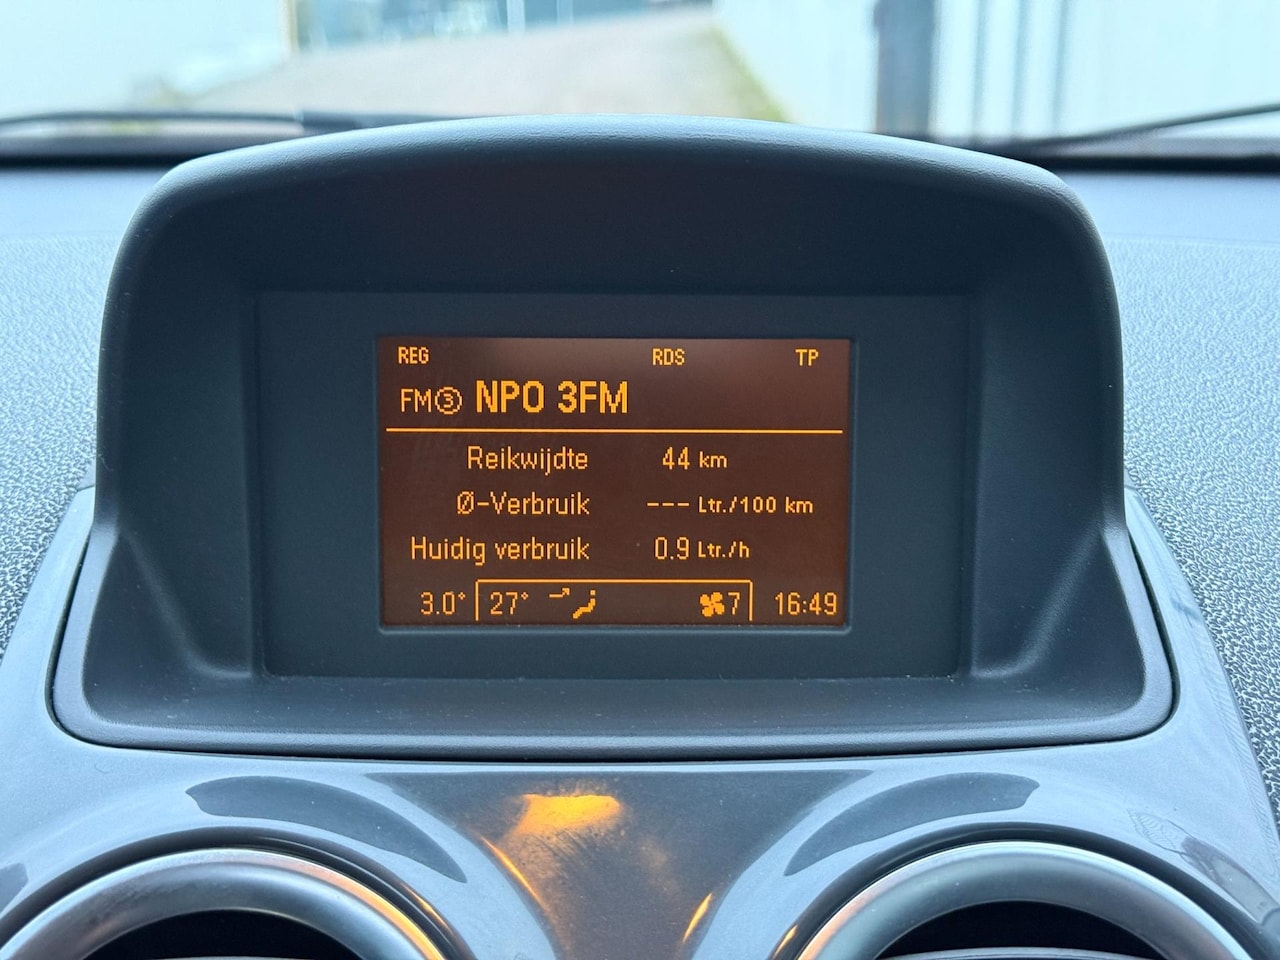 REG RDS TP
FM③ NPO 3FM
Reikwijdte 44 km
Ø-Verbruik --- Ltr./100 km
Huidig verbruik 0.9 Ltr./h
3.0° 27° 7 16:49